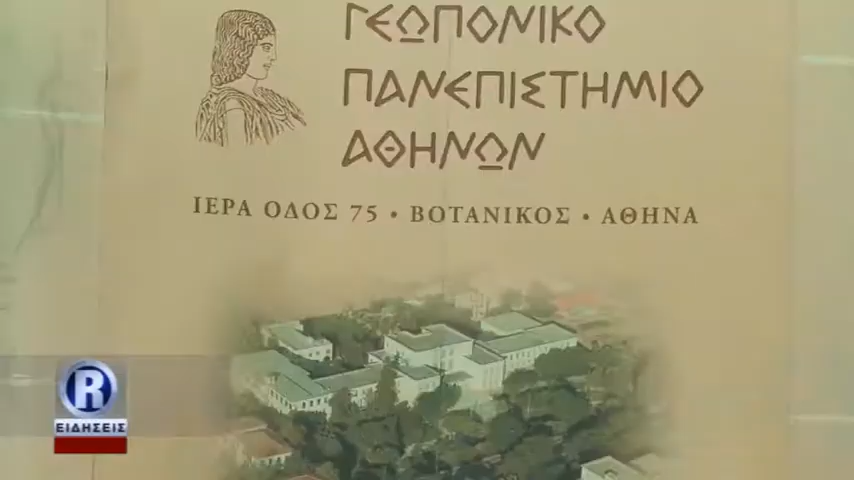 ΓΕΩΠΟΝΙΚΟ
ΠΑΝΕΠΙΣΤΗΜΙΟ
ΑΘΗΝΩΝ
ΙΕΡΑ ΟΔΟΣ 75 • ΒΟΤΑΝΙΚΟΣ • ΑΘΗΝΑ
R
ΕΙΔΗΣΕΙΣ